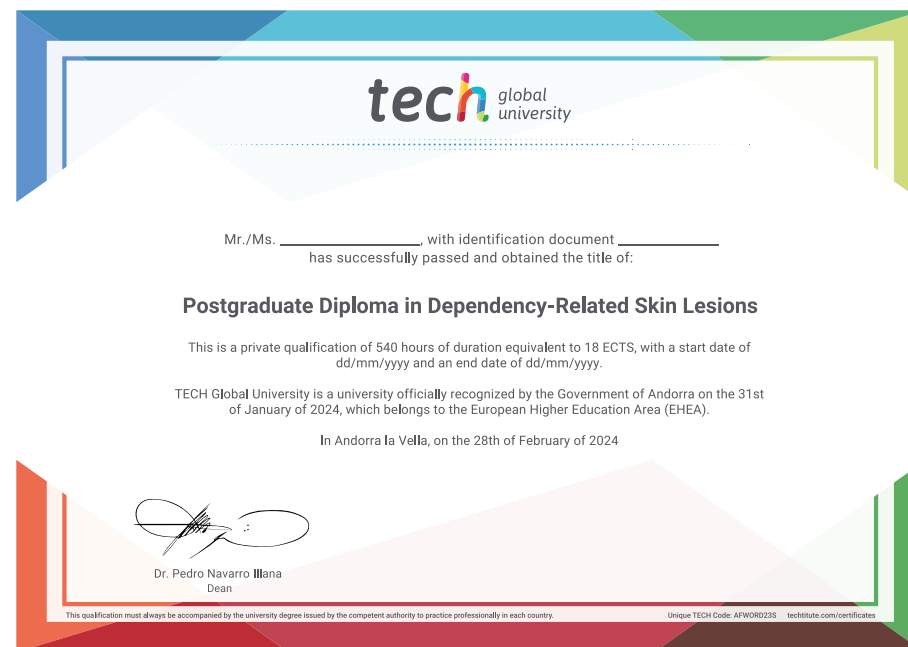 tech global university
Mr./Ms. ____________________, with identification document ______________
has successfully passed and obtained the title of:
Postgraduate Diploma in Dependency-Related Skin Lesions
This is a private qualification of 540 hours of duration equivalent to 18 ECTS, with a start date of
dd/mm/yyyy and an end date of dd/mm/yyyy.
TECH Global University is a university officially recognized by the Government of Andorra on the 31st
of January of 2024, which belongs to the European Higher Education Area (EHEA).
In Andorra la Vella, on the 28th of February of 2024
Dr. Pedro Navarro Illana
Dean
This qualification must always be accompanied by the university degree issued by the competent authority to practice professionally in each country. Unique TECH Code: AFWORD23S techtitute.com/certificates